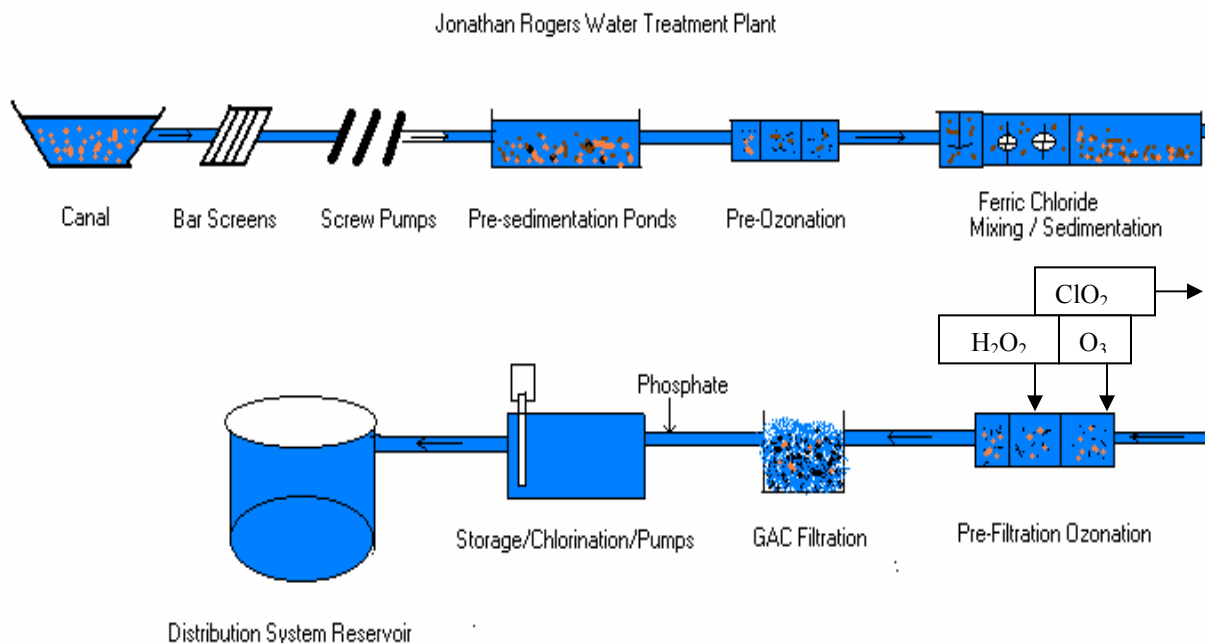 Jonathan Rogers Water Treatment Plant
Canal
Bar Screens
Screw Pumps
Pre-sedimentation Ponds
Pre-Ozonation
Ferric Chloride
Mixing / Sedimentation
ClO2
H2O2
O3
Phosphate
Storage/Chlorination/Pumps
GAC Filtration
Pre-Filtration Ozonation
Distribution System Reservoir